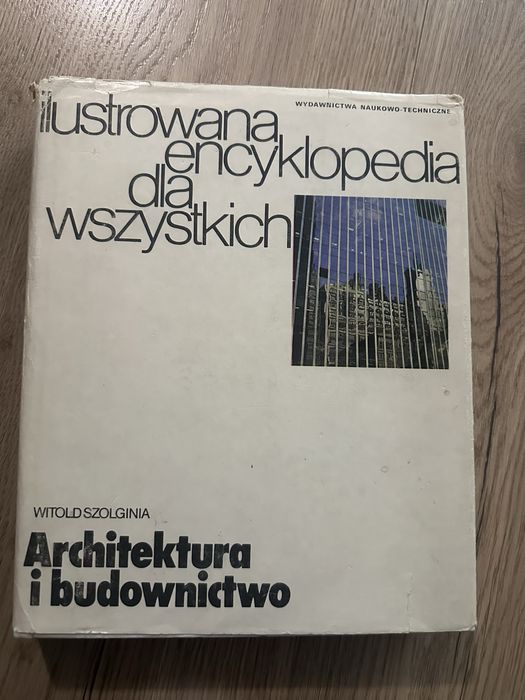 WYDAWNICTWA NAUKOWO-TECHNICZNE
ilustrowana
encyklopedia
dla
wszystkich
WITOLD SZOLGINIA
Architektura
i budownictwo